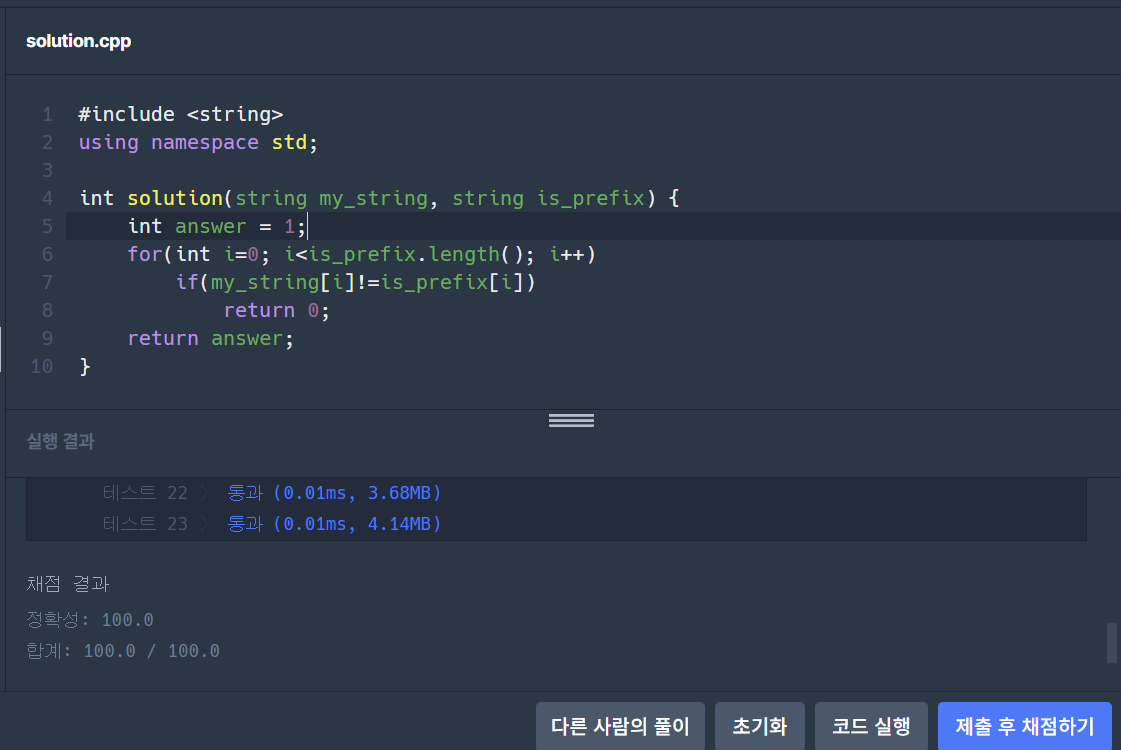 solution.cpp
1 #include <string>
2 using namespace std;
3
4 int solution(string my_string, string is_prefix) {
5     int answer = 1;
6     for(int i=0; i<is_prefix.length(); i++)
7         if(my_string[i]!=is_prefix[i])
8             return 0;
9     return answer;
10 }
실행 결과
테스트 22 〉 통과 (0.01ms, 3.68MB)
테스트 23 〉 통과 (0.01ms, 4.14MB)
채점 결과
정확성: 100.0
합계: 100.0 / 100.0
다른 사람의 풀이 초기화 코드 실행 제출 후 채점하기